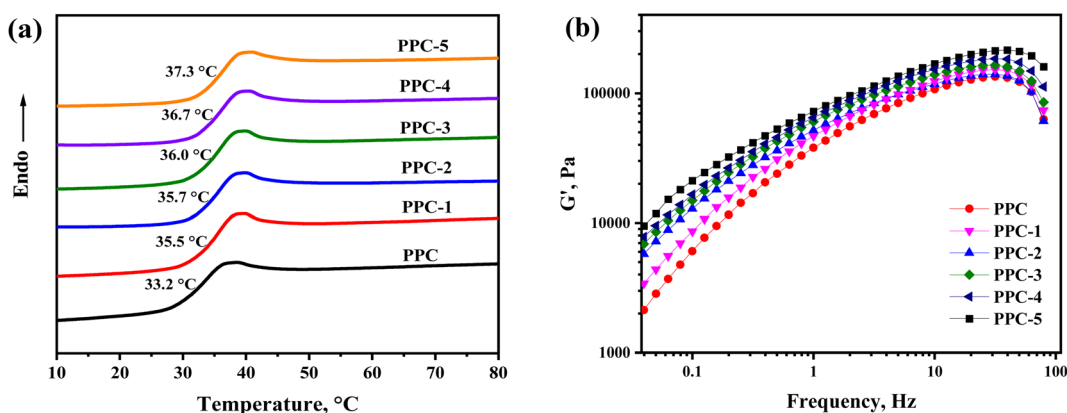 (a)
PPC-5
37.3 °C
PPC-4
36.7 °C
PPC-3
36.0 °C
PPC-2
35.7 °C
PPC-1
35.5 °C
PPC
33.2 °C
Endo
10 20 30 40 50 60 70 80
Temperature, °C
(b)
100000
10000
1000
G', Pa
PPC
PPC-1
PPC-2
PPC-3
PPC-4
PPC-5
0.1 1 10 100
Frequency, Hz